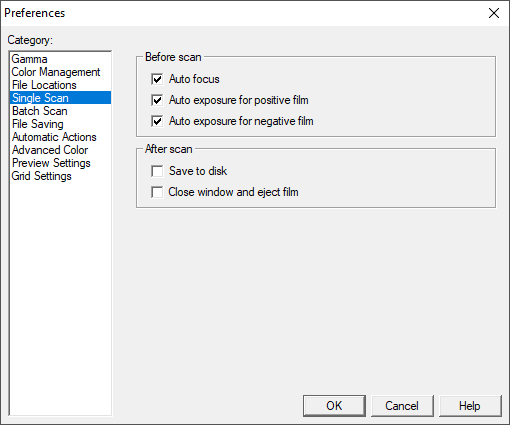 Preferences
Category:
Gamma
Color Management
File Locations
Single Scan
Batch Scan
File Saving
Automatic Actions
Advanced Color
Preview Settings
Grid Settings
Before scan
Auto focus
Auto exposure for positive film
Auto exposure for negative film
After scan
Save to disk
Close window and eject film
OK
Cancel
Help